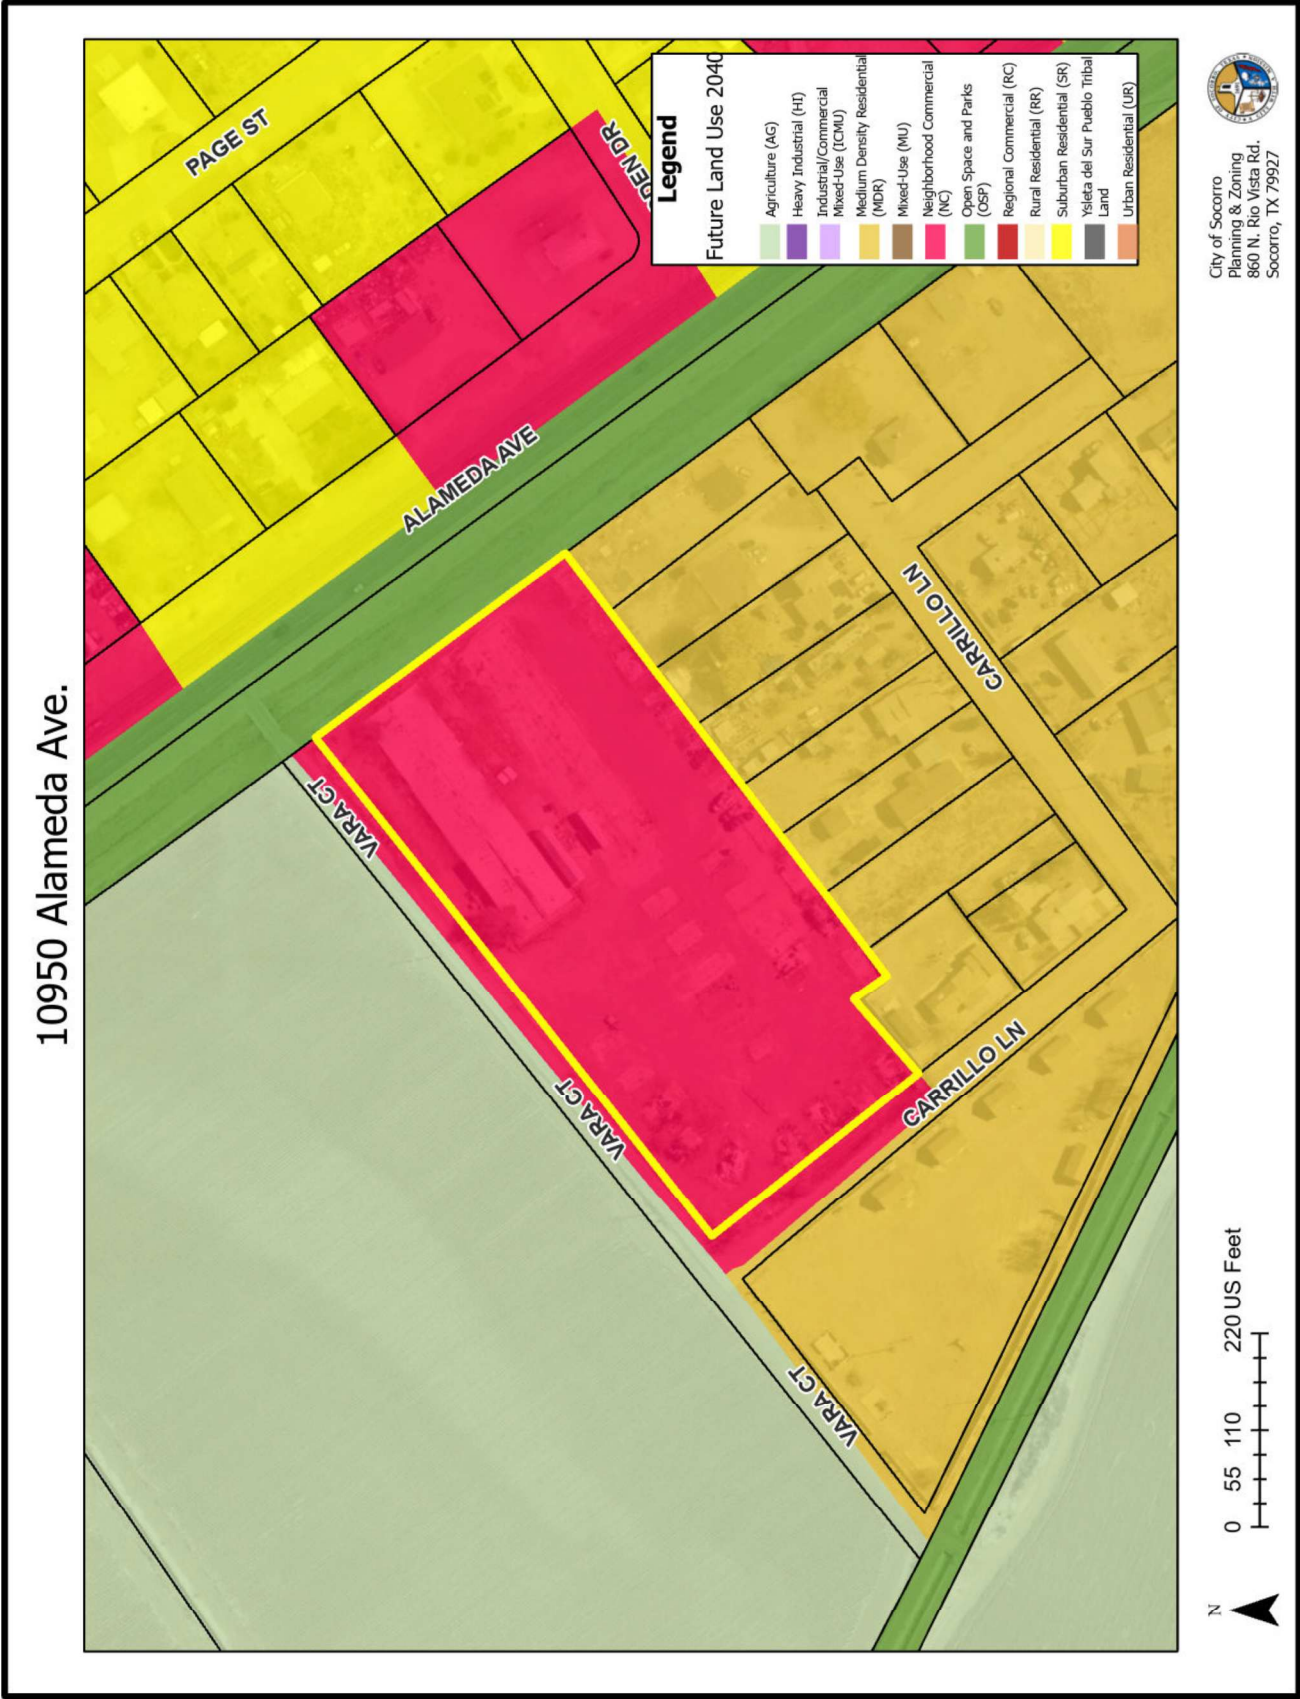 10950 Alameda Ave.
PAGE ST
DEN DR
ALAMEDA AVE
VARA CT
VARA CT
VARA CT
CARRILLO LN
CARRILLO LN
Legend
Future Land Use 2040
Agriculture (AG)
Heavy Industrial (HI)
Industrial/Commercial
Mixed-Use (ICMU)
Medium Density Residential
(MDR)
Mixed-Use (MU)
Neighborhood Commercial
(NC)
Open Space and Parks
(OSP)
Regional Commercial (RC)
Rural Residential (RR)
Suburban Residential (SR)
Ysleta del Sur Pueblo Tribal
Land
Urban Residential (UR)
N
0 55 110 220 US Feet
City of Socorro
Planning & Zoning
860 N. Rio Vista Rd.
Socorro, TX 79927